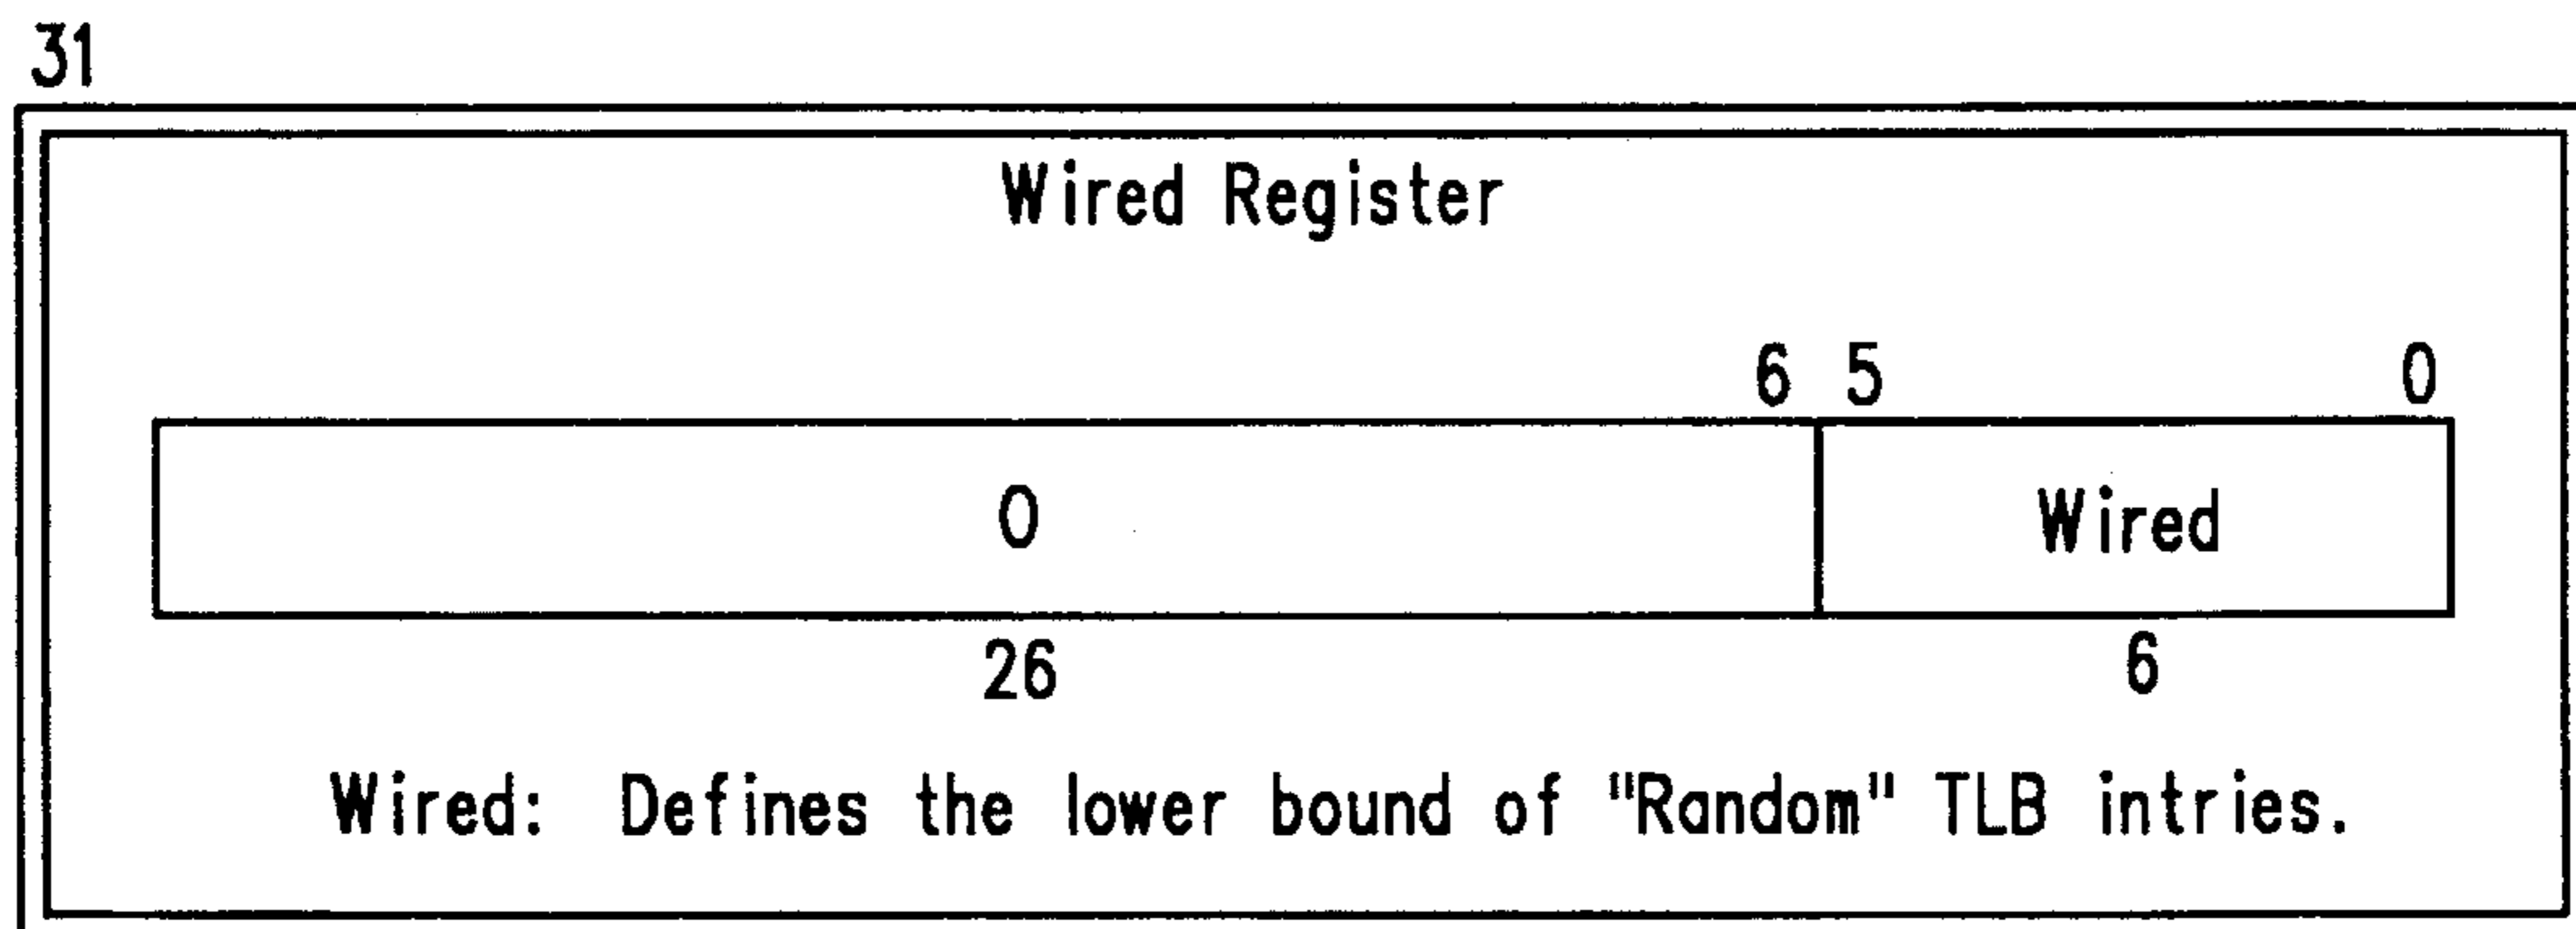 31
Wired Register
6 5 0
0 Wired
26 6
Wired: Defines the lower bound of "Random" TLB intries.